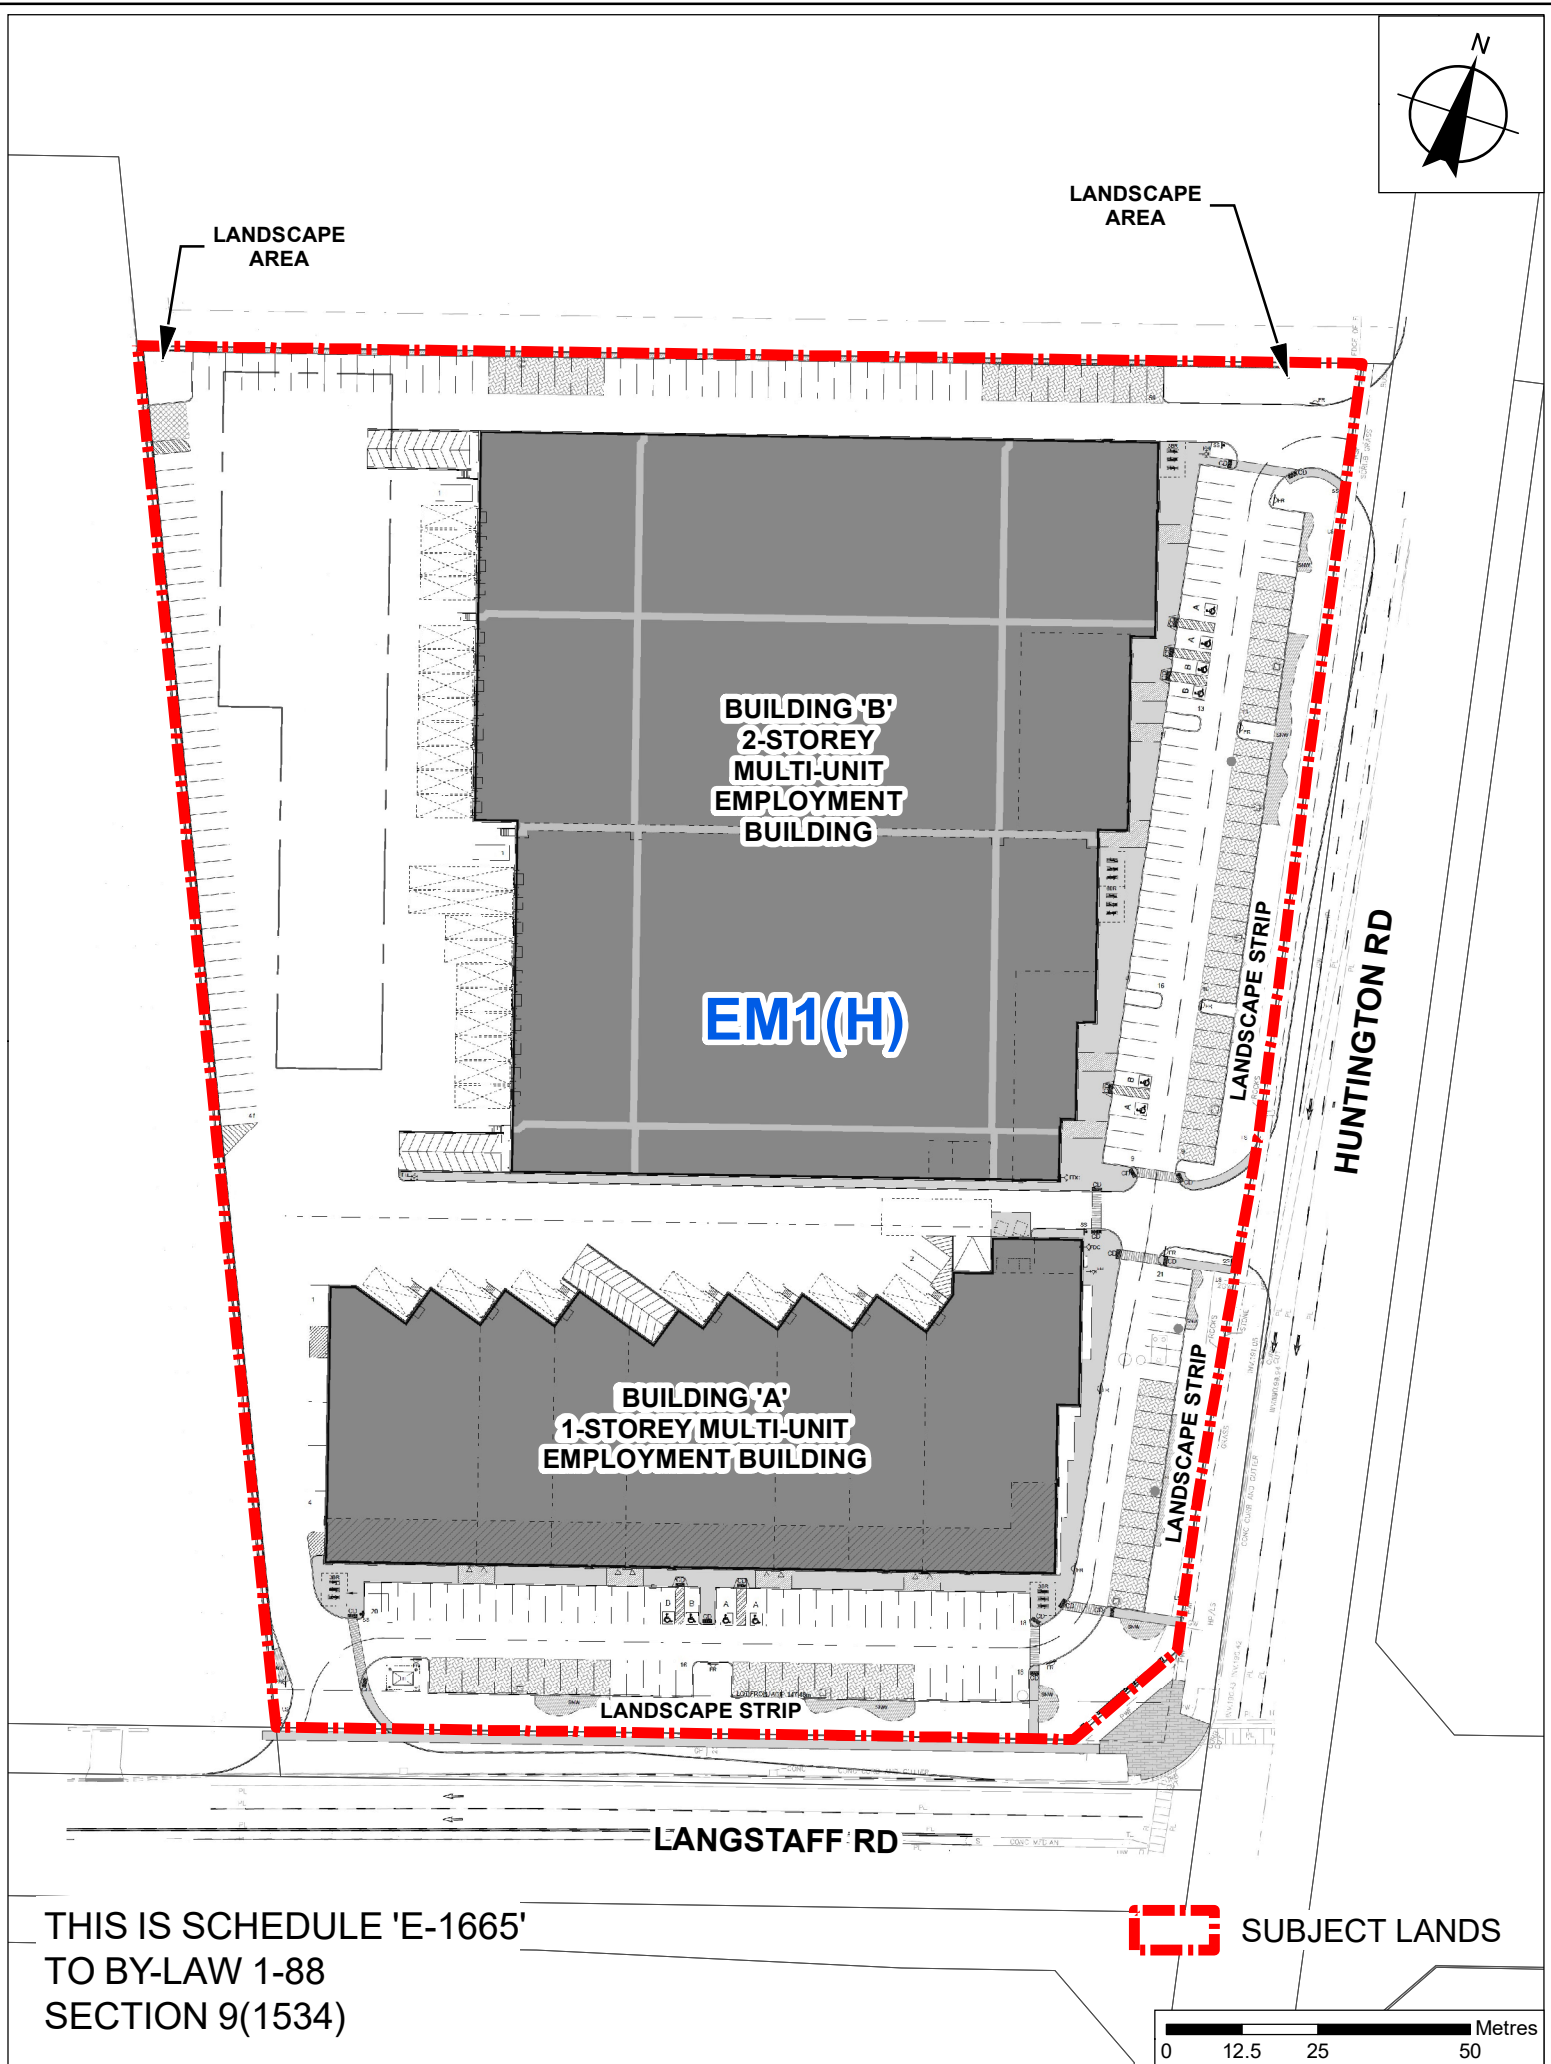 N
LANDSCAPE
AREA
LANDSCAPE
AREA
BUILDING 'B'
2-STOREY
MULTI-UNIT
EMPLOYMENT
BUILDING
EM1(H)
LANDSCAPE STRIP
HUNTINGTON RD
BUILDING 'A'
1-STOREY MULTI-UNIT
EMPLOYMENT BUILDING
LANDSCAPE STRIP
LANDSCAPE STRIP
LANGSTAFF RD
THIS IS SCHEDULE 'E-1665'
TO BY-LAW 1-88
SECTION 9(1534)
SUBJECT LANDS
Metres
0 12.5 25 50